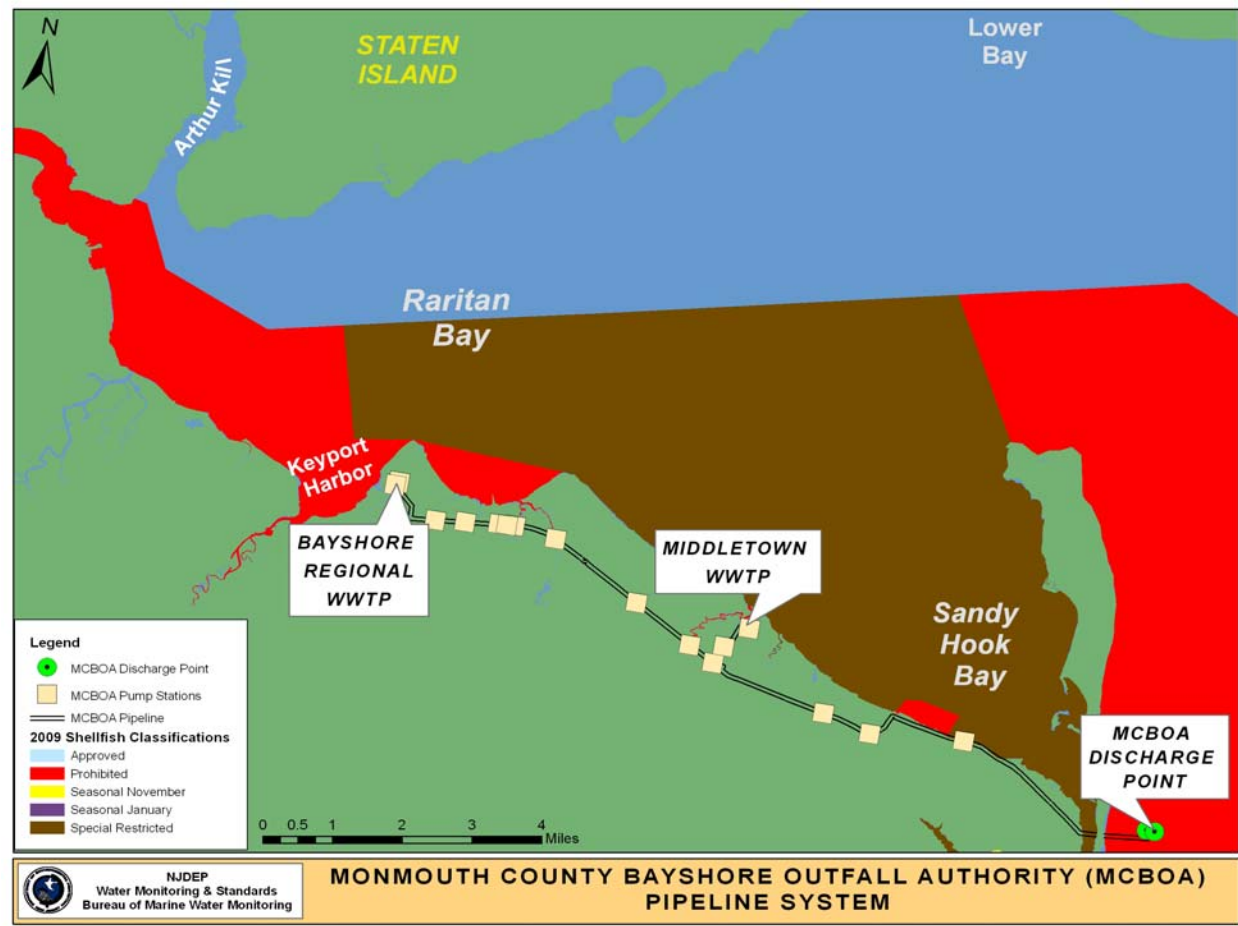 N
STATEN
ISLAND
Lower
Bay
Arthur Kill
Raritan
Bay
Keyport
Harbor
BAYSHORE
REGIONAL
WWTP
MIDDLETOWN
WWTP
Sandy
Hook
Bay
MCBOA
DISCHARGE
POINT
Legend
MCBOA Discharge Point
MCBOA Pump Stations
MCBOA Pipeline
2009 Shellfish Classifications
Approved
Prohibited
Seasonal November
Seasonal January
Special Restricted
0 0.5 1 2 3 4
Miles
NJDEP
Water Monitoring & Standards
Bureau of Marine Water Monitoring
MONMOUTH COUNTY BAYSHORE OUTFALL AUTHORITY (MCBOA)
PIPELINE SYSTEM